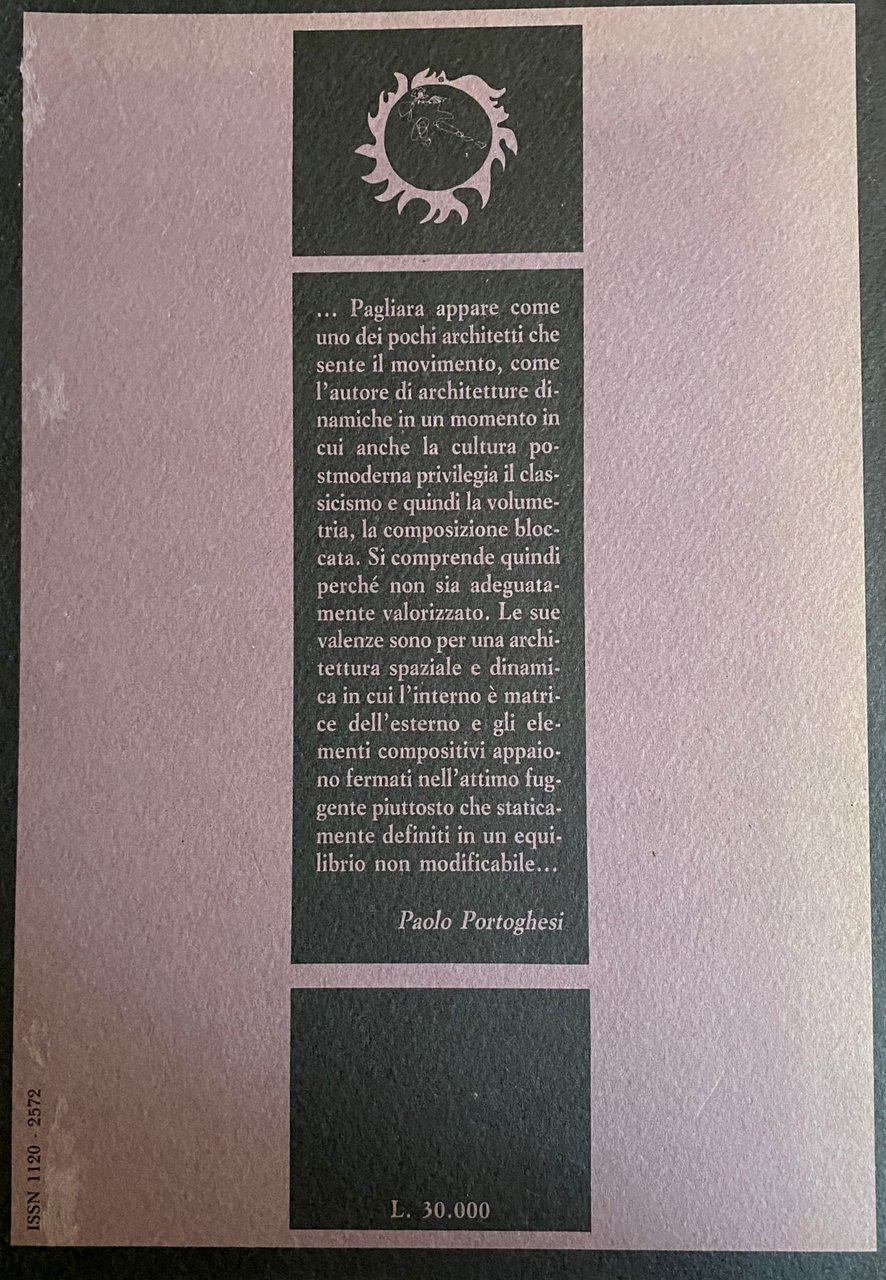 ... Pagliara appare come
uno dei pochi architetti che
sente il movimento, come
l'autore di architetture di-
namiche in un momento in
cui anche la cultura po-
stmoderna privilegia il clas-
sicismo e quindi la volume-
tria, la composizione bloc-
cata. Si comprende quindi
perché non sia adeguata-
mente valorizzato. Le sue
valenze sono per una archi-
tettura spaziale e dinami-
ca in cui l'interno è matri-
ce dell'esterno e gli ele-
menti compositivi appaio-
no fermati nell'attimo fug-
gente piuttosto che statica-
mente definiti in un equi-
librio non modificabile...
Paolo Portoghesi
L. 30.000
ISSN 1120 - 2572